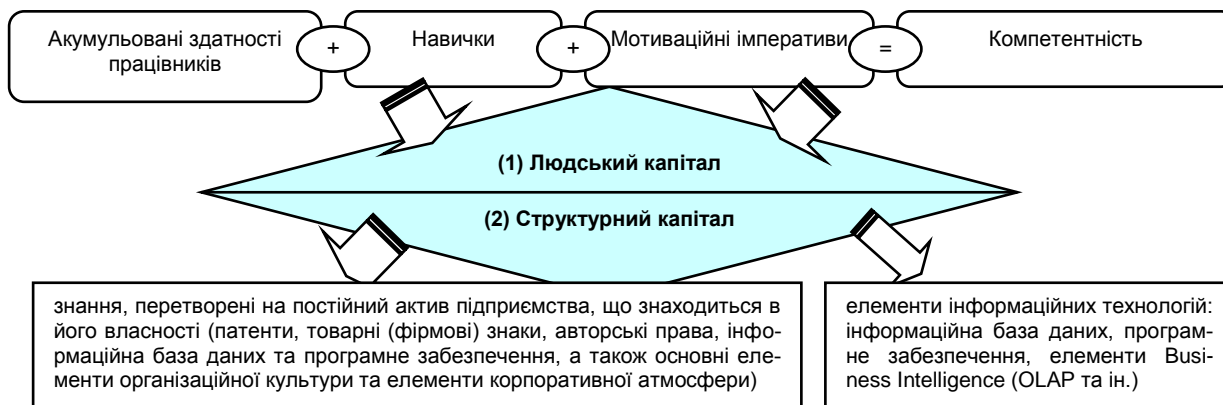 Акумульовані здатності
працівників
+
Навички
+
Мотиваційні імперативи
=
Компетентність
(1) Людський капітал
(2) Структурний капітал
знання, перетворені на постійний актив підприємства, що знаходиться в
його власності (патенти, товарні (фірмові) знаки, авторські права, інфо-
рмаційна база даних та програмне забезпечення, а також основні еле-
менти організаційної культури та елементи корпоративної атмосфери)
елементи інформаційних технологій:
інформаційна база даних, програм-
не забезпечення, елементи Busi-
ness Intelligence (OLAP та ін.)